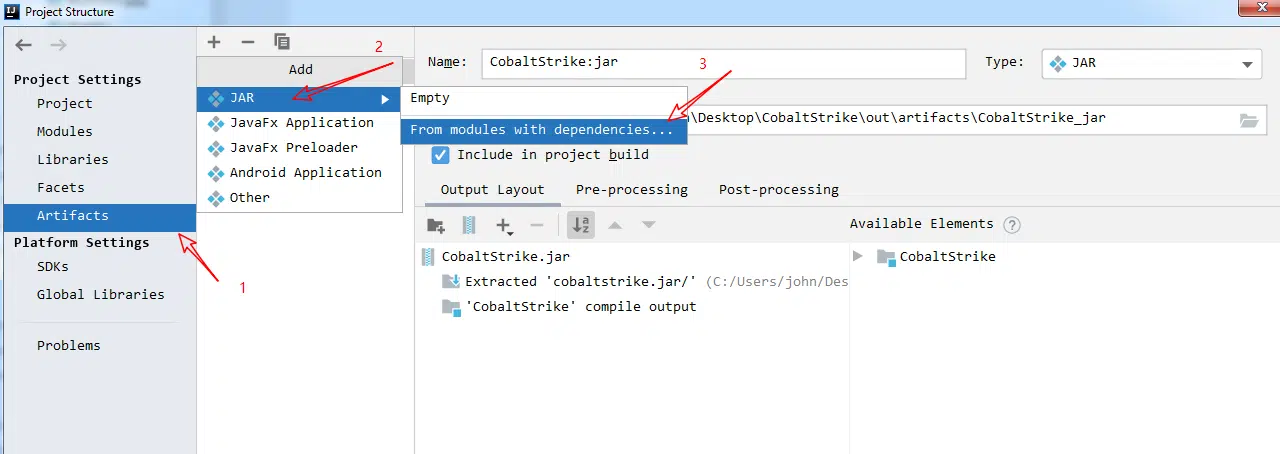 Project Structure
Project Settings
Project
Modules
Libraries
Facets
Artifacts
Platform Settings
SDKs
Global Libraries
Problems
1
2
Add
JAR
JavaFx Application
JavaFx Preloader
Android Application
Other
Empty
From modules with dependencies...
3
Name: CobaltStrike:jar
Type: JAR
\Desktop\CobaltStrike\out\artifacts\CobaltStrike_jar
Include in project build
Output Layout Pre-processing Post-processing
Available Elements ?
CobaltStrike.jar
Extracted 'cobaltstrike.jar/' (C:/Users/john/Des
'CobaltStrike' compile output
CobaltStrike